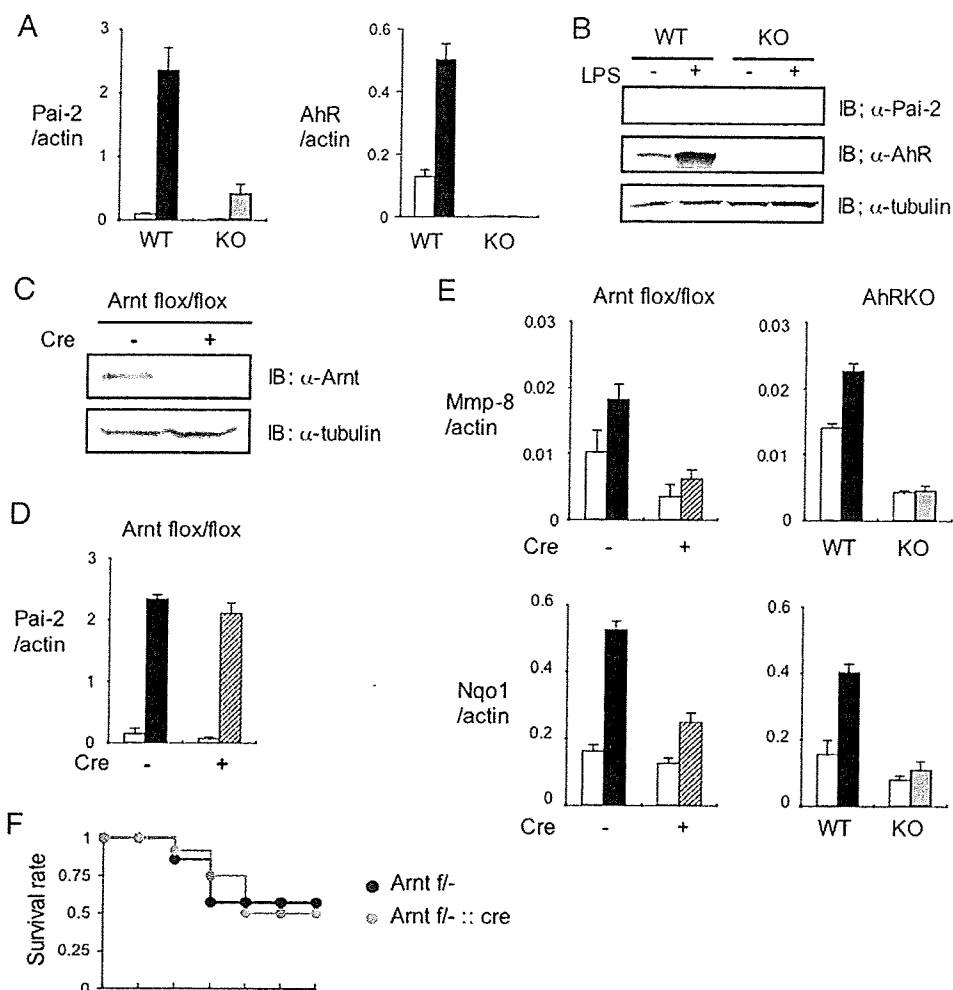 A
Pai-2
/actin
3
2
1
0
WT KO
AhR
/actin
0.6
0.4
0.2
0
WT KO
B
WT KO
LPS - + - +
IB; α-Pai-2
IB; α-AhR
IB; α-tubulin
C
Arnt flox/flox
Cre - +
IB: α-Arnt
IB: α-tubulin
D
Arnt flox/flox
Pai-2
/actin
3
2
1
0
Cre - +
E
Arnt flox/flox
Mmp-8
/actin
0.03
0.02
0.01
0
Cre - +
AhRKO
0.03
0.02
0.01
0
WT KO
Nqo1
/actin
0.6
0.4
0.2
0
Cre - +
0.6
0.4
0.2
0
WT KO
F
Survival rate
1
0.75
0.5
0.25
0
Arnt f/-
Arnt f/- :: cre